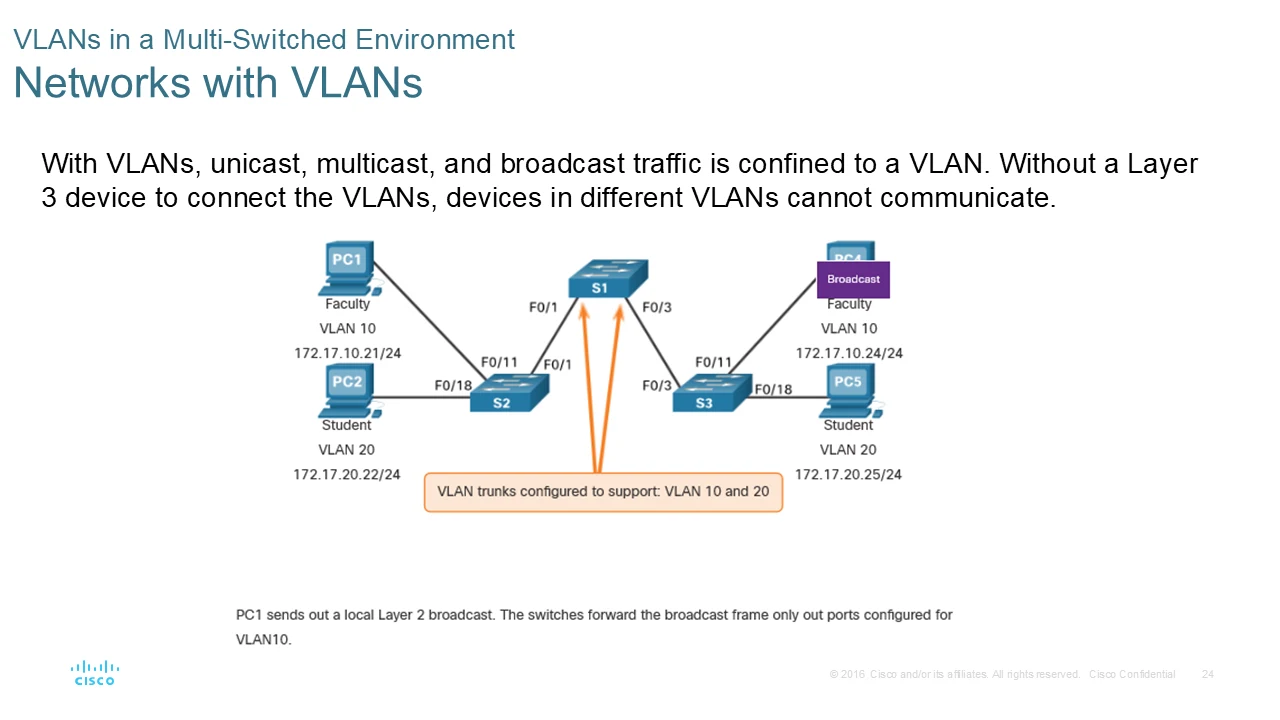 VLANs in a Multi-Switched Environment
Networks with VLANs
With VLANs, unicast, multicast, and broadcast traffic is confined to a VLAN. Without a Layer
3 device to connect the VLANs, devices in different VLANs cannot communicate.
PC1
Faculty
VLAN 10
172.17.10.21/24
PC2
Student
VLAN 20
172.17.20.22/24
F0/11
F0/18
F0/1
F0/1
S2
S1
F0/3
F0/3
S3
F0/11
F0/18
PC4
Broadcast
Faculty
VLAN 10
172.17.10.24/24
PC5
Student
VLAN 20
172.17.20.25/24
VLAN trunks configured to support: VLAN 10 and 20
PC1 sends out a local Layer 2 broadcast. The switches forward the broadcast frame only out ports configured for
VLAN10.
CISCO
© 2016 Cisco and/or its affiliates. All rights reserved. Cisco Confidential
24